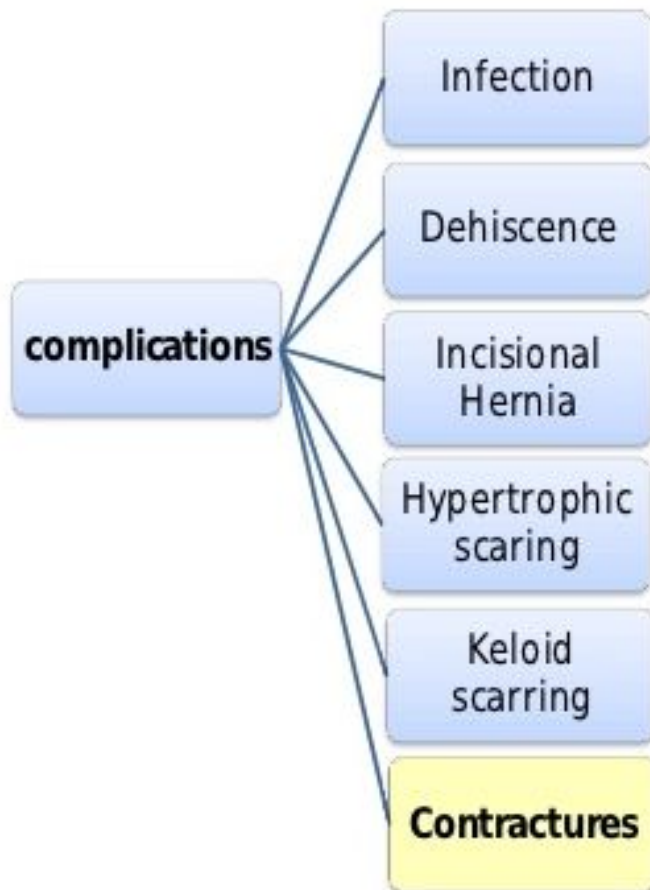 Infection
Dehiscence
complications
Incisional
Hernia
Hypertrophic
scaring
Keloid
scarring
Contractures